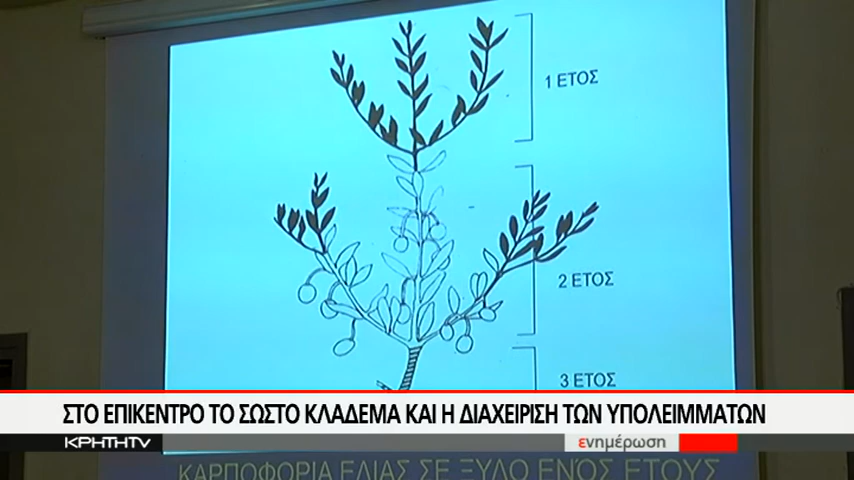 1 ΕΤΟΣ
2 ΕΤΟΣ
3 ΕΤΟΣ
ΣΤΟ ΕΠΙΚΕΝΤΡΟ ΤΟ ΣΩΣΤΟ ΚΛΑΔΕΜΑ ΚΑΙ Η ΔΙΑΧΕΙΡΙΣΗ ΤΩΝ ΥΠΟΛΕΙΜΜΑΤΩΝ
ΚΡΗΤΗTV
ενημέρωση
ΚΑΡΠΟΦΟΡΙΑ ΕΛΙΑΣ ΣΕ ΞΥΛΟ ΕΝΌΣ ΕΤΟΥΣ